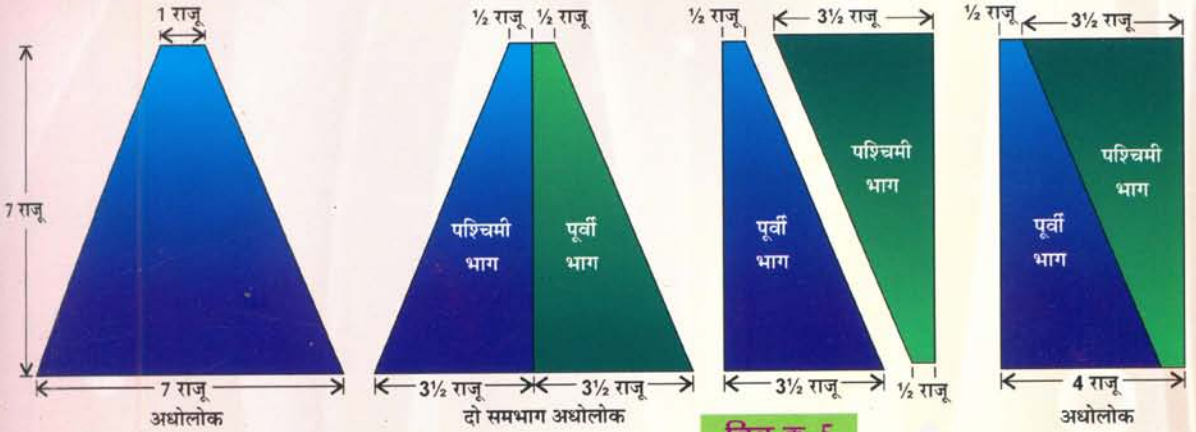 1 राजू
7 राजू
7 राजू
अधोलोक
½ राजू ½ राजू
पश्चिमी
भाग
पूर्वी
भाग
3½ राजू 3½ राजू
दो समभाग अधोलोक
½ राजू 3½ राजू
पश्चिमी
भाग
पूर्वी
भाग
3½ राजू ½ राजू
½ राजू 3½ राजू
पश्चिमी
भाग
पूर्वी
भाग
4 राजू
अधोलोक